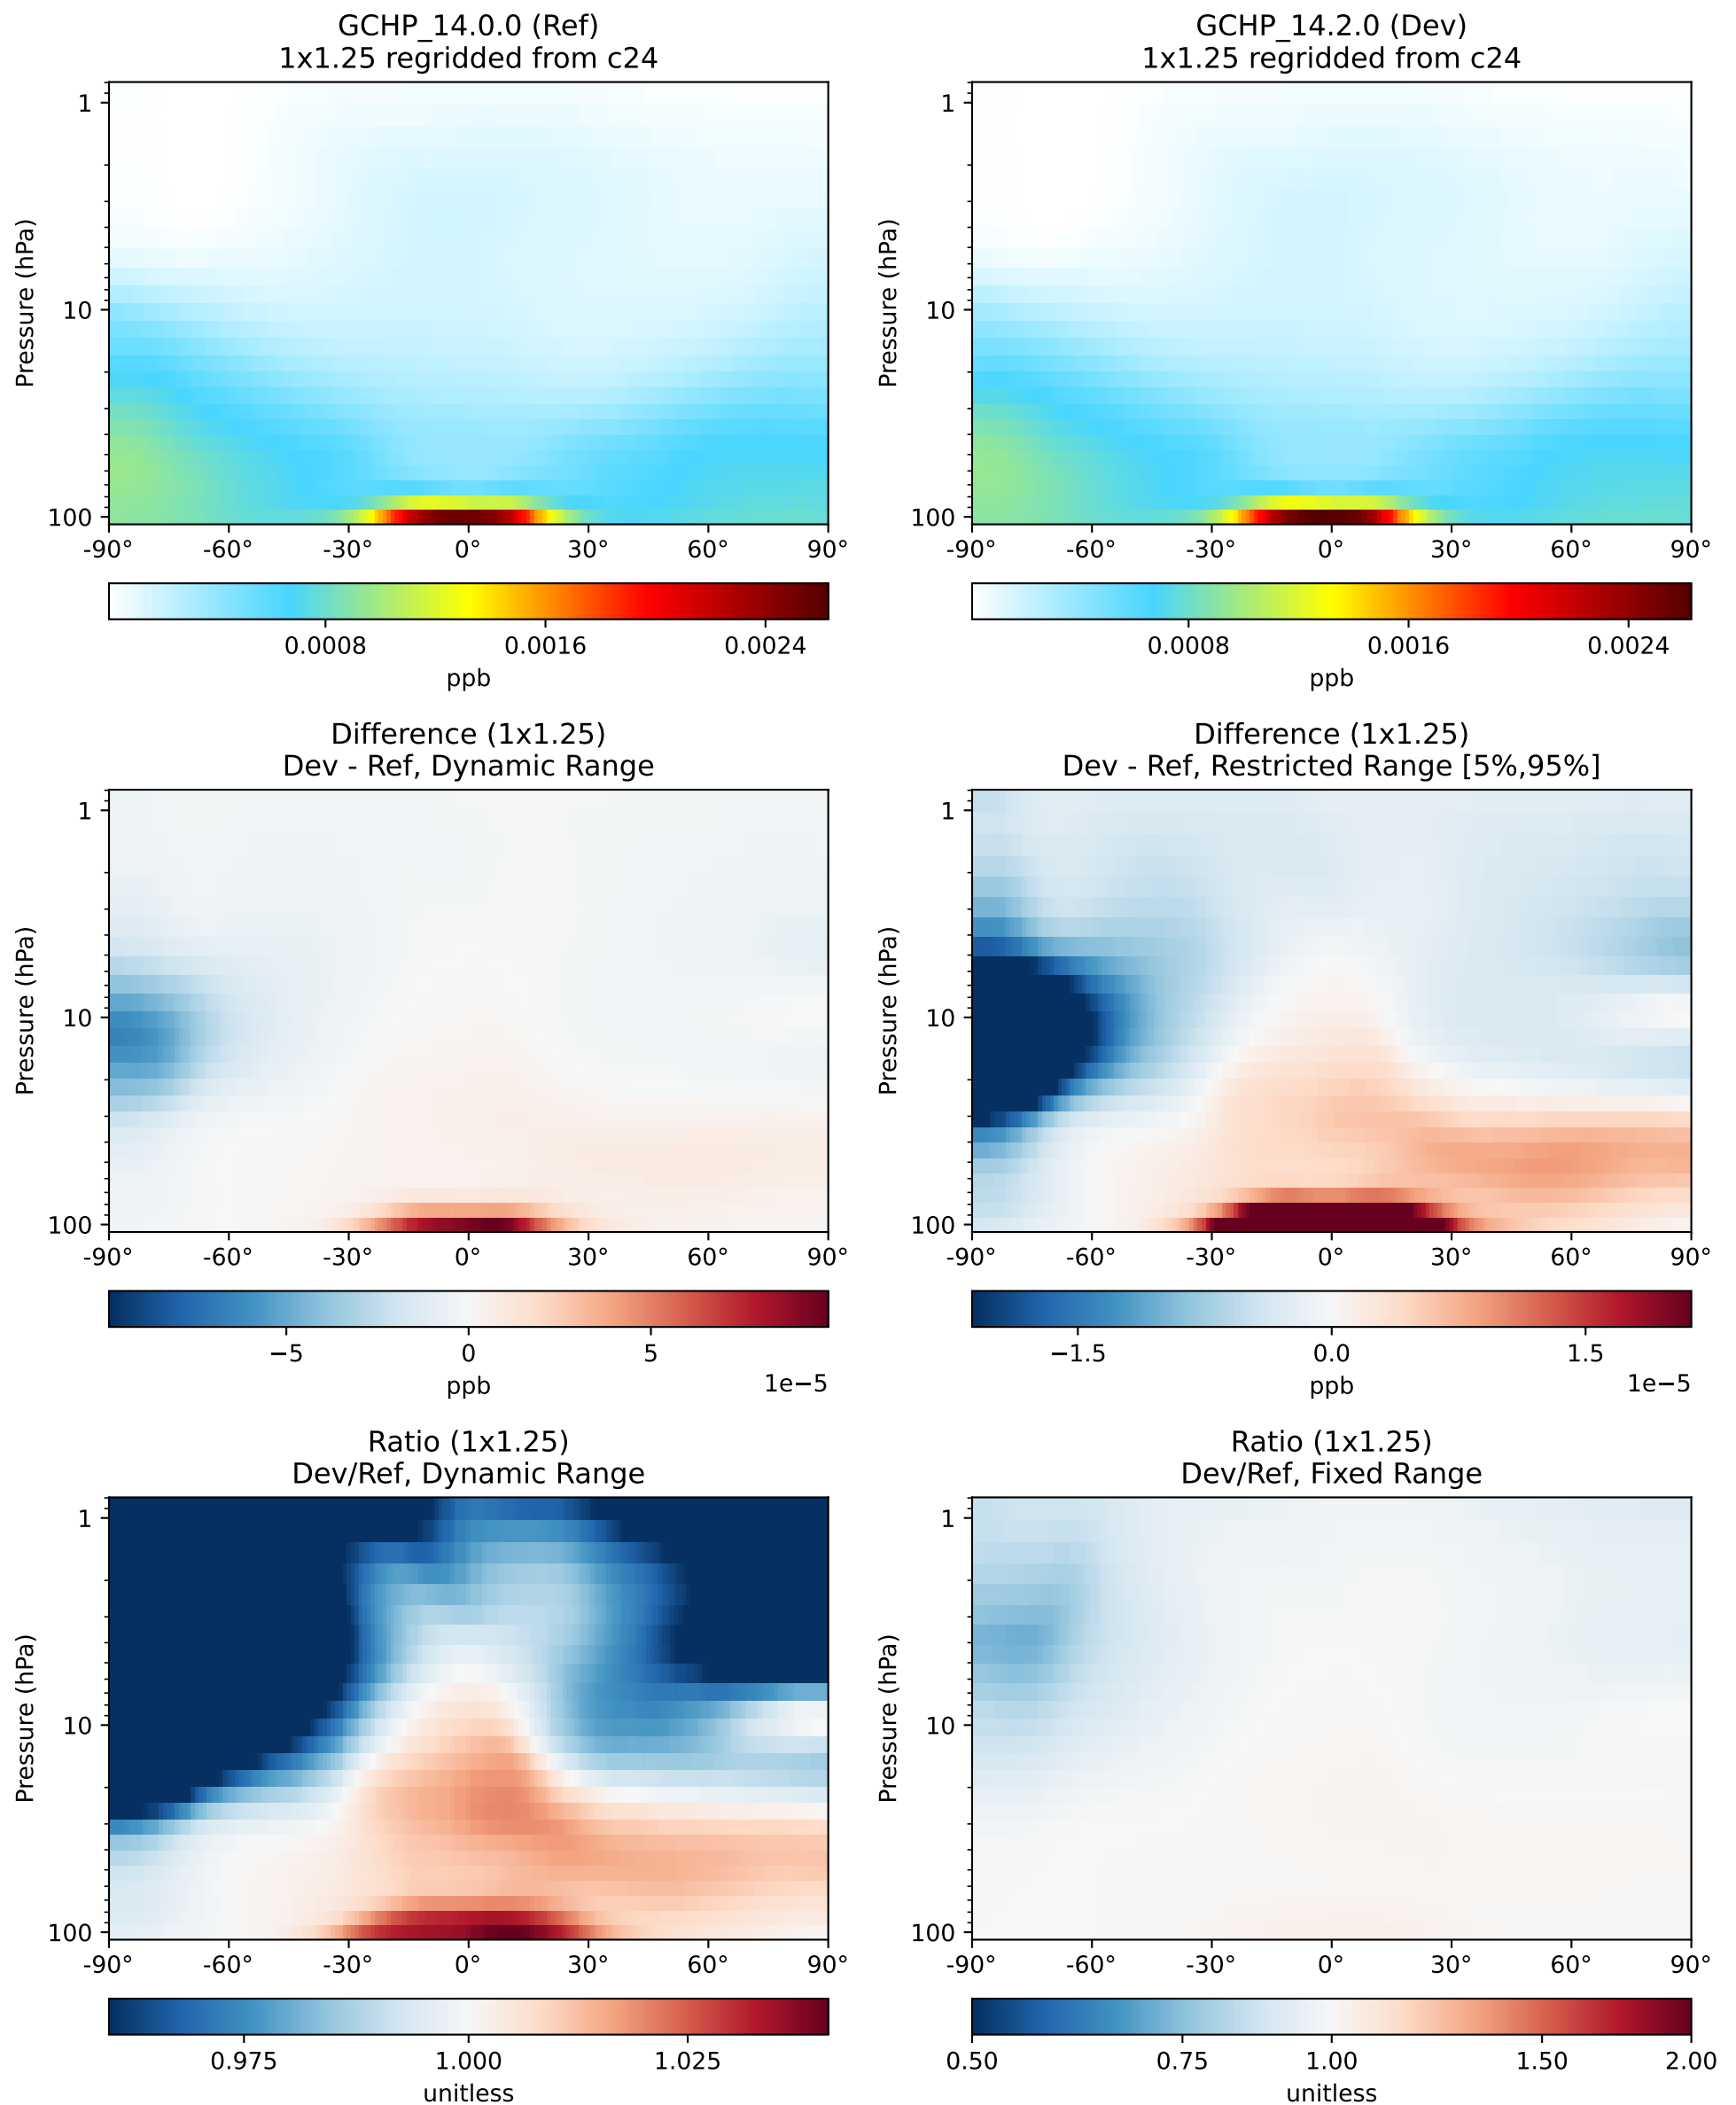 GCHP_14.0.0 (Ref)
1x1.25 regridded from c24
Pressure (hPa)
1
10
100
-90° -60° -30° 0° 30° 60° 90°
0.0008 0.0016 0.0024
ppb
GCHP_14.2.0 (Dev)
1x1.25 regridded from c24
Pressure (hPa)
1
10
100
-90° -60° -30° 0° 30° 60° 90°
0.0008 0.0016 0.0024
ppb
Difference (1x1.25)
Dev - Ref, Dynamic Range
Pressure (hPa)
1
10
100
-90° -60° -30° 0° 30° 60° 90°
−5 0 5
ppb
1e−5
Difference (1x1.25)
Dev - Ref, Restricted Range [5%,95%]
Pressure (hPa)
1
10
100
-90° -60° -30° 0° 30° 60° 90°
−1.5 0.0 1.5
ppb
1e−5
Ratio (1x1.25)
Dev/Ref, Dynamic Range
Pressure (hPa)
1
10
100
-90° -60° -30° 0° 30° 60° 90°
0.975 1.000 1.025
unitless
Ratio (1x1.25)
Dev/Ref, Fixed Range
Pressure (hPa)
1
10
100
-90° -60° -30° 0° 30° 60° 90°
0.50 0.75 1.00 1.50 2.00
unitless